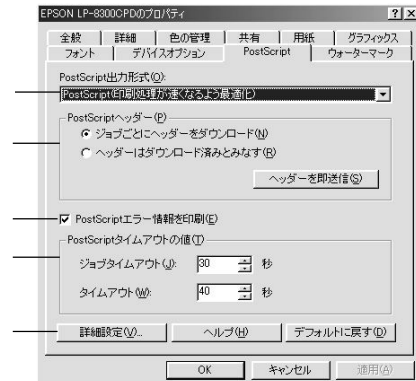 EPSON LP-8300CPDのプロパティ
全般 詳細 色の管理 共有 用紙 グラフィックス
フォント デバイスオプション PostScript ウォーターマーク
PostScript出力形式(O):
PostScript(印刷処理が速くなるよう最適化)
PostScriptヘッダー(P)
ジョブごとにヘッダーをダウンロード(N)
ヘッダーはダウンロード済みとみなす(R)
ヘッダーを即送信(S)
PostScriptエラー情報を印刷(E)
PostScriptタイムアウトの値(T)
ジョブタイムアウト(J): 30 秒
タイムアウト(W): 40 秒
詳細設定(V)... ヘルプ(H) デフォルトに戻す(D)
OK キャンセル 適用(A)